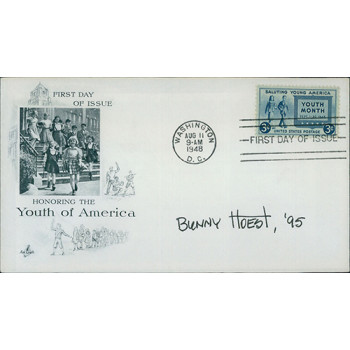 FIRST DAY
OF ISSUE
HONORING THE
Youth of America
WASHINGTON
AUG 11
9-AM
1948
D. C.
SALUTING YOUNG AMERICA
YOUTH
MONTH
3¢ 3¢
UNITED STATES POSTAGE
FIRST DAY OF ISSUE
BUNNY HOEST, '95